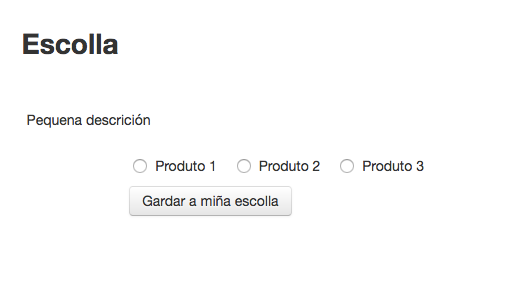 Escolla
Pequena descrición
Produto 1 Produto 2 Produto 3
Gardar a miña escolla